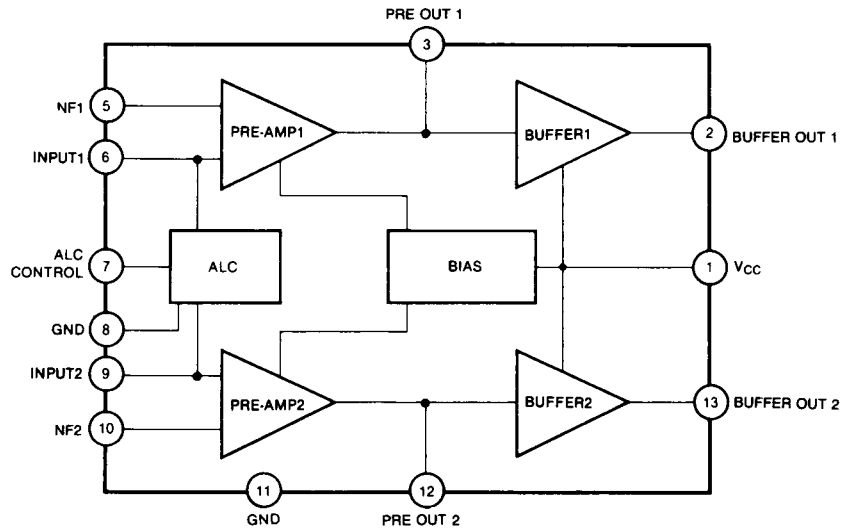 PRE OUT 1
3
5
NF1
PRE-AMP1
BUFFER1
2
BUFFER OUT 1
6
INPUT1
ALC
CONTROL
7
ALC
BIAS
1
VCC
GND
8
INPUT2
9
PRE-AMP2
BUFFER2
13
BUFFER OUT 2
NF2
10
11
GND
12
PRE OUT 2